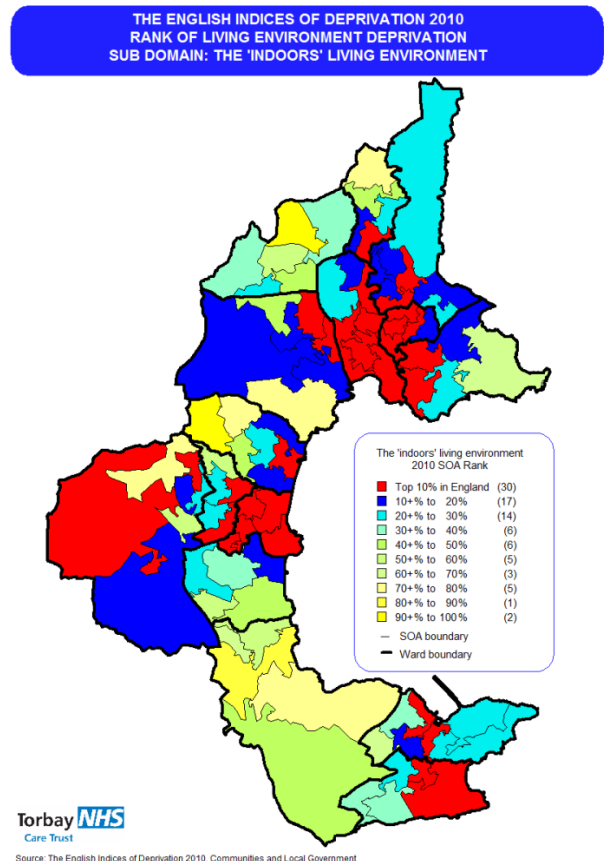 THE ENGLISH INDICES OF DEPRIVATION 2010
RANK OF LIVING ENVIRONMENT DEPRIVATION
SUB DOMAIN: THE 'INDOORS' LIVING ENVIRONMENT
The 'indoors' living environment
2010 SOA Rank
Top 10% in England (30)
10+% to 20% (17)
20+% to 30% (14)
30+% to 40% (6)
40+% to 50% (6)
50+% to 60% (5)
60+% to 70% (3)
70+% to 80% (5)
80+% to 90% (1)
90+% to 100% (2)
SOA boundary
Ward boundary
Torbay NHS
Care Trust
Source: The English Indices of Deprivation 2010, Communities and Local Government